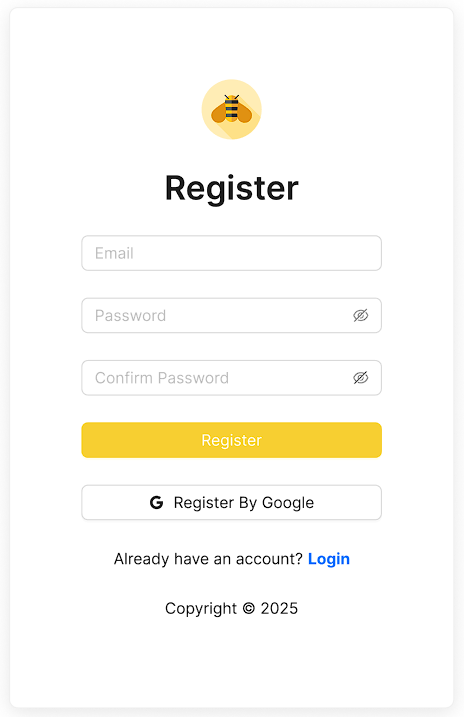 Register
Email
Password
Confirm Password
Register
G Register By Google
Already have an account? Login
Copyright © 2025